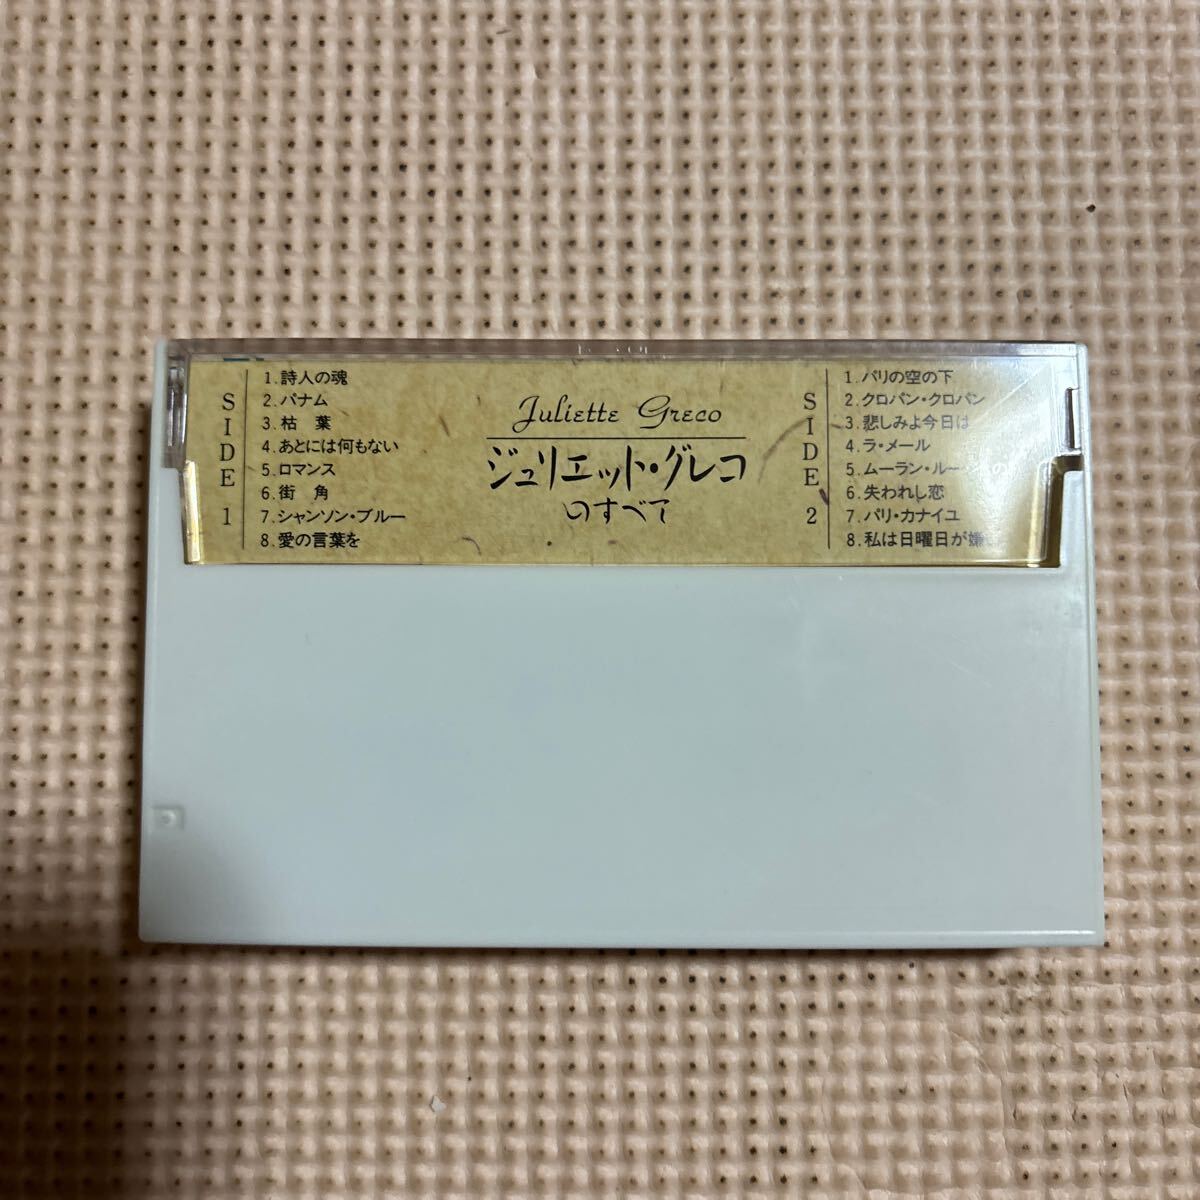 SIDE 1
1.詩人の魂
2.パナム
3.枯 葉
4.あとには何もない
5.ロマンス
6.街 角
7.シャンソン・ブルー
8.愛の言葉を
Juliette Greco
ジュリエット・グレコ
のすべて
SIDE 2
1.パリの空の下
2.クロパン・クロパン
3.悲しみよ今日は
4.ラ・メール
5.ムーラン・ルー の
6.失われし恋
7.パリ・カナイユ
8.私は日曜日が嫌